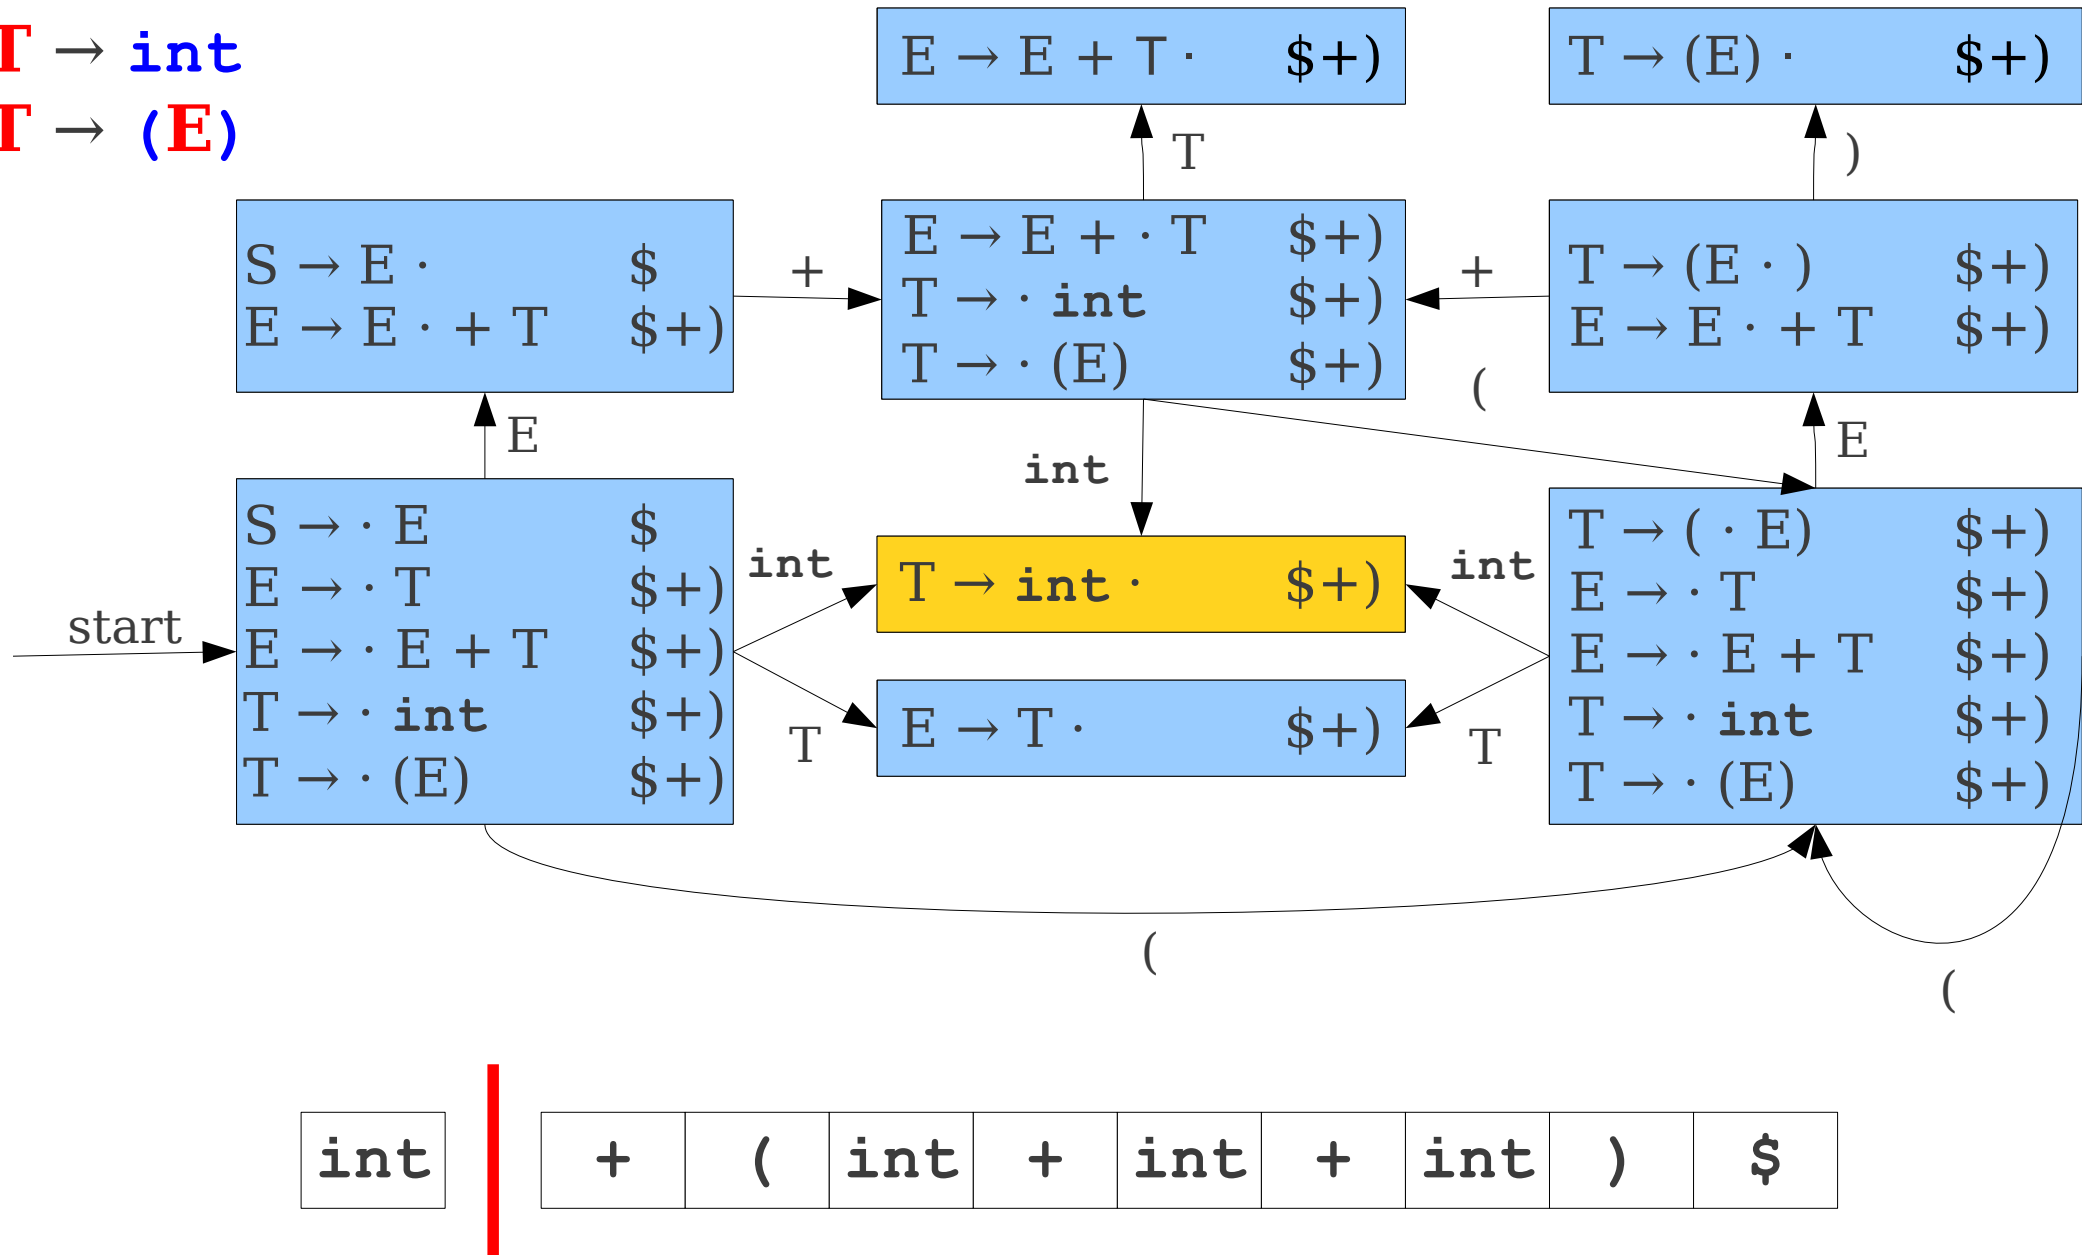 T → int
T → (E)
E → E + T · $+)
T → (E) · $+)
T
)
S → E · $
E → E · + T $+)
+
E → E + · T $+)
T → · int $+)
T → · (E) $+)
+
T → (E · ) $+)
E → E · + T $+)
(
E
E
int
S → · E $
E → · T $+)
E → · E + T $+)
T → · int $+)
T → · (E) $+)
start
int
T → int · $+)
int
T
E → T · $+)
T
T → ( · E) $+)
E → · T $+)
E → · E + T $+)
T → · int $+)
T → · (E) $+)
(
(
int + ( int + int + int ) $